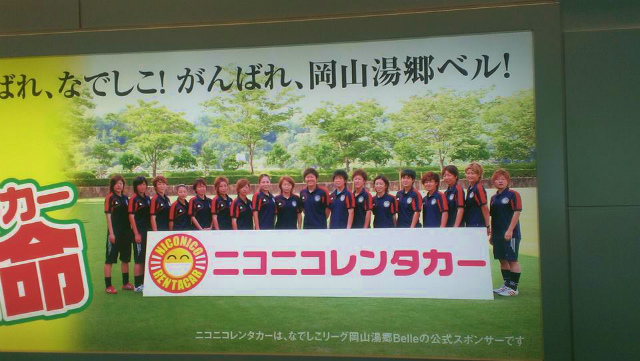 ばれ、なでしこ！がんばれ、岡山湯郷ベル！
カー
命
NICONICO
RENTACAR
ニコニコレンタカー
ニコニコレンタカーは、なでしこリーグ岡山湯郷Belleの公式スポンサーです